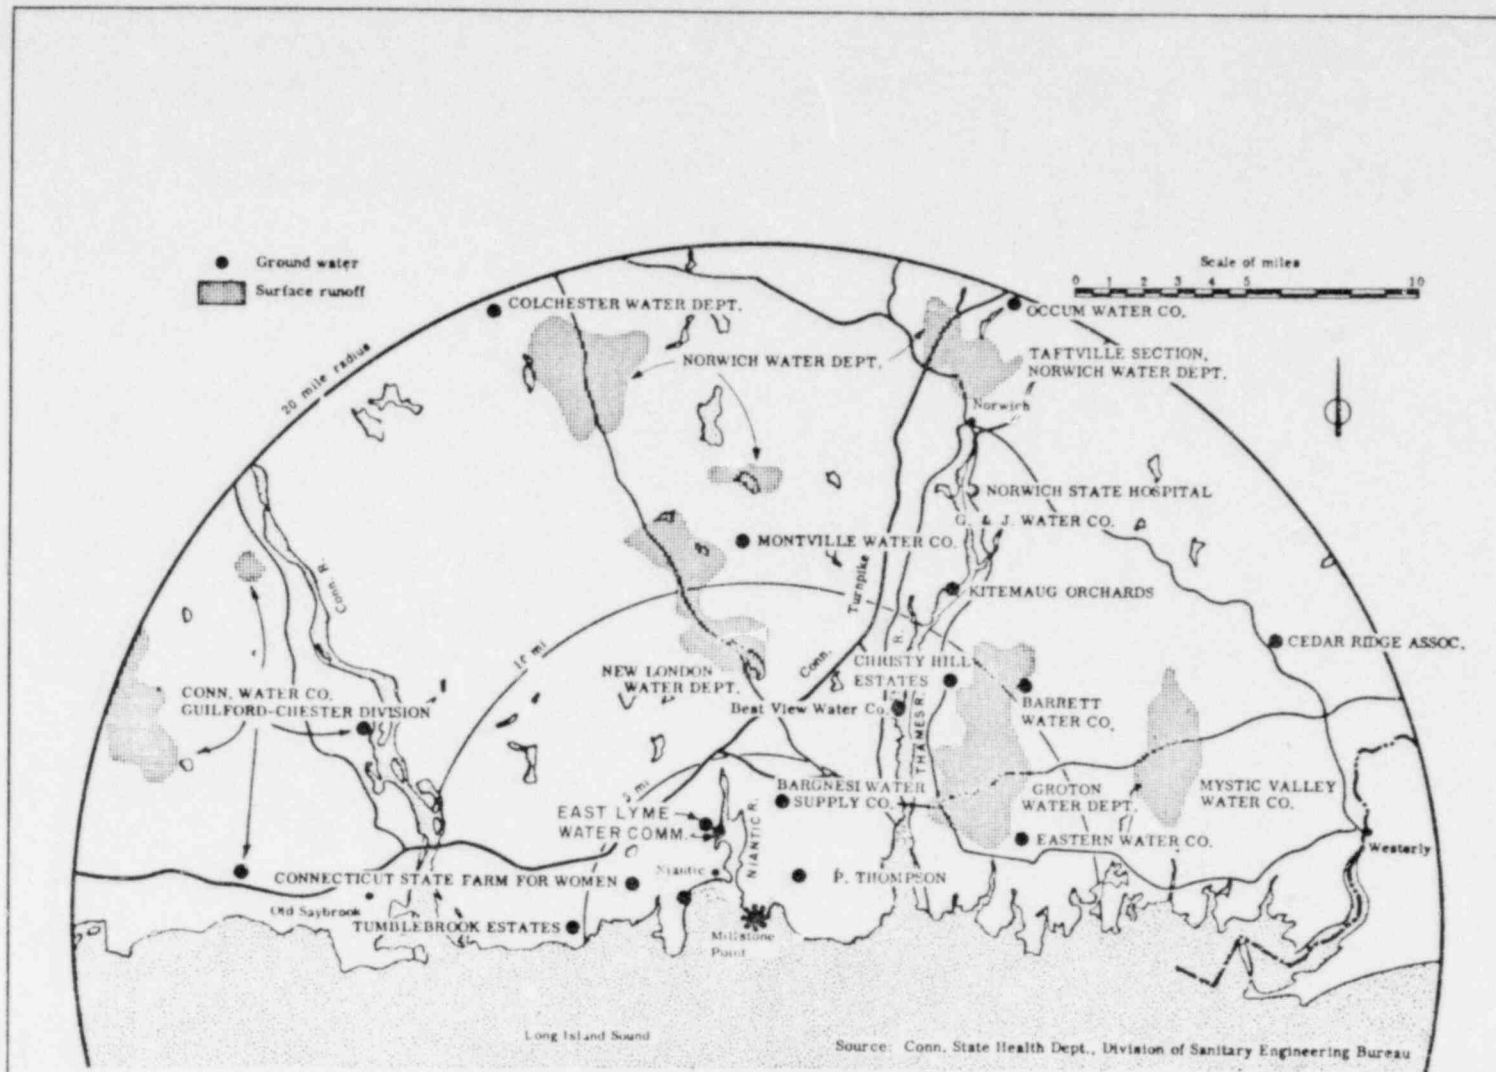 Ground water
Surface runoff
Scale of miles
0 1 2 3 4 5 10
20 mile radius
COLCHESTER WATER DEPT.
OCCUM WATER CO.
NORWICH WATER DEPT.
TAFTVILLE SECTION,
NORWICH WATER DEPT.
Norwich
NORWICH STATE HOSPITAL
G. & J. WATER CO.
MONTVILLE WATER CO.
Conn. R.
Turnpike
Conn.
KITEMAUG ORCHARDS
10 mi
R.
CEDAR RIDGE ASSOC.
NEW LONDON
WATER DEPT.
CHRISTY HILL
ESTATES
CONN. WATER CO.
GUILFORD-CHESTER DIVISION
Best View Water Co.
THAMES R.
BARRETT
WATER CO.
5 mi
BARGNESI WATER
SUPPLY CO.
GROTON
WATER DEPT.
MYSTIC VALLEY
WATER CO.
EAST LYME
WATER COMM.
NIANTIC R.
EASTERN WATER CO.
Westerly
Niantic
CONNECTICUT STATE FARM FOR WOMEN
P. THOMPSON
Old Saybrook
TUMBLEBROOK ESTATES
Millstone
Point
Long Island Sound
Source: Conn. State Health Dept., Division of Sanitary Engineering Bureau